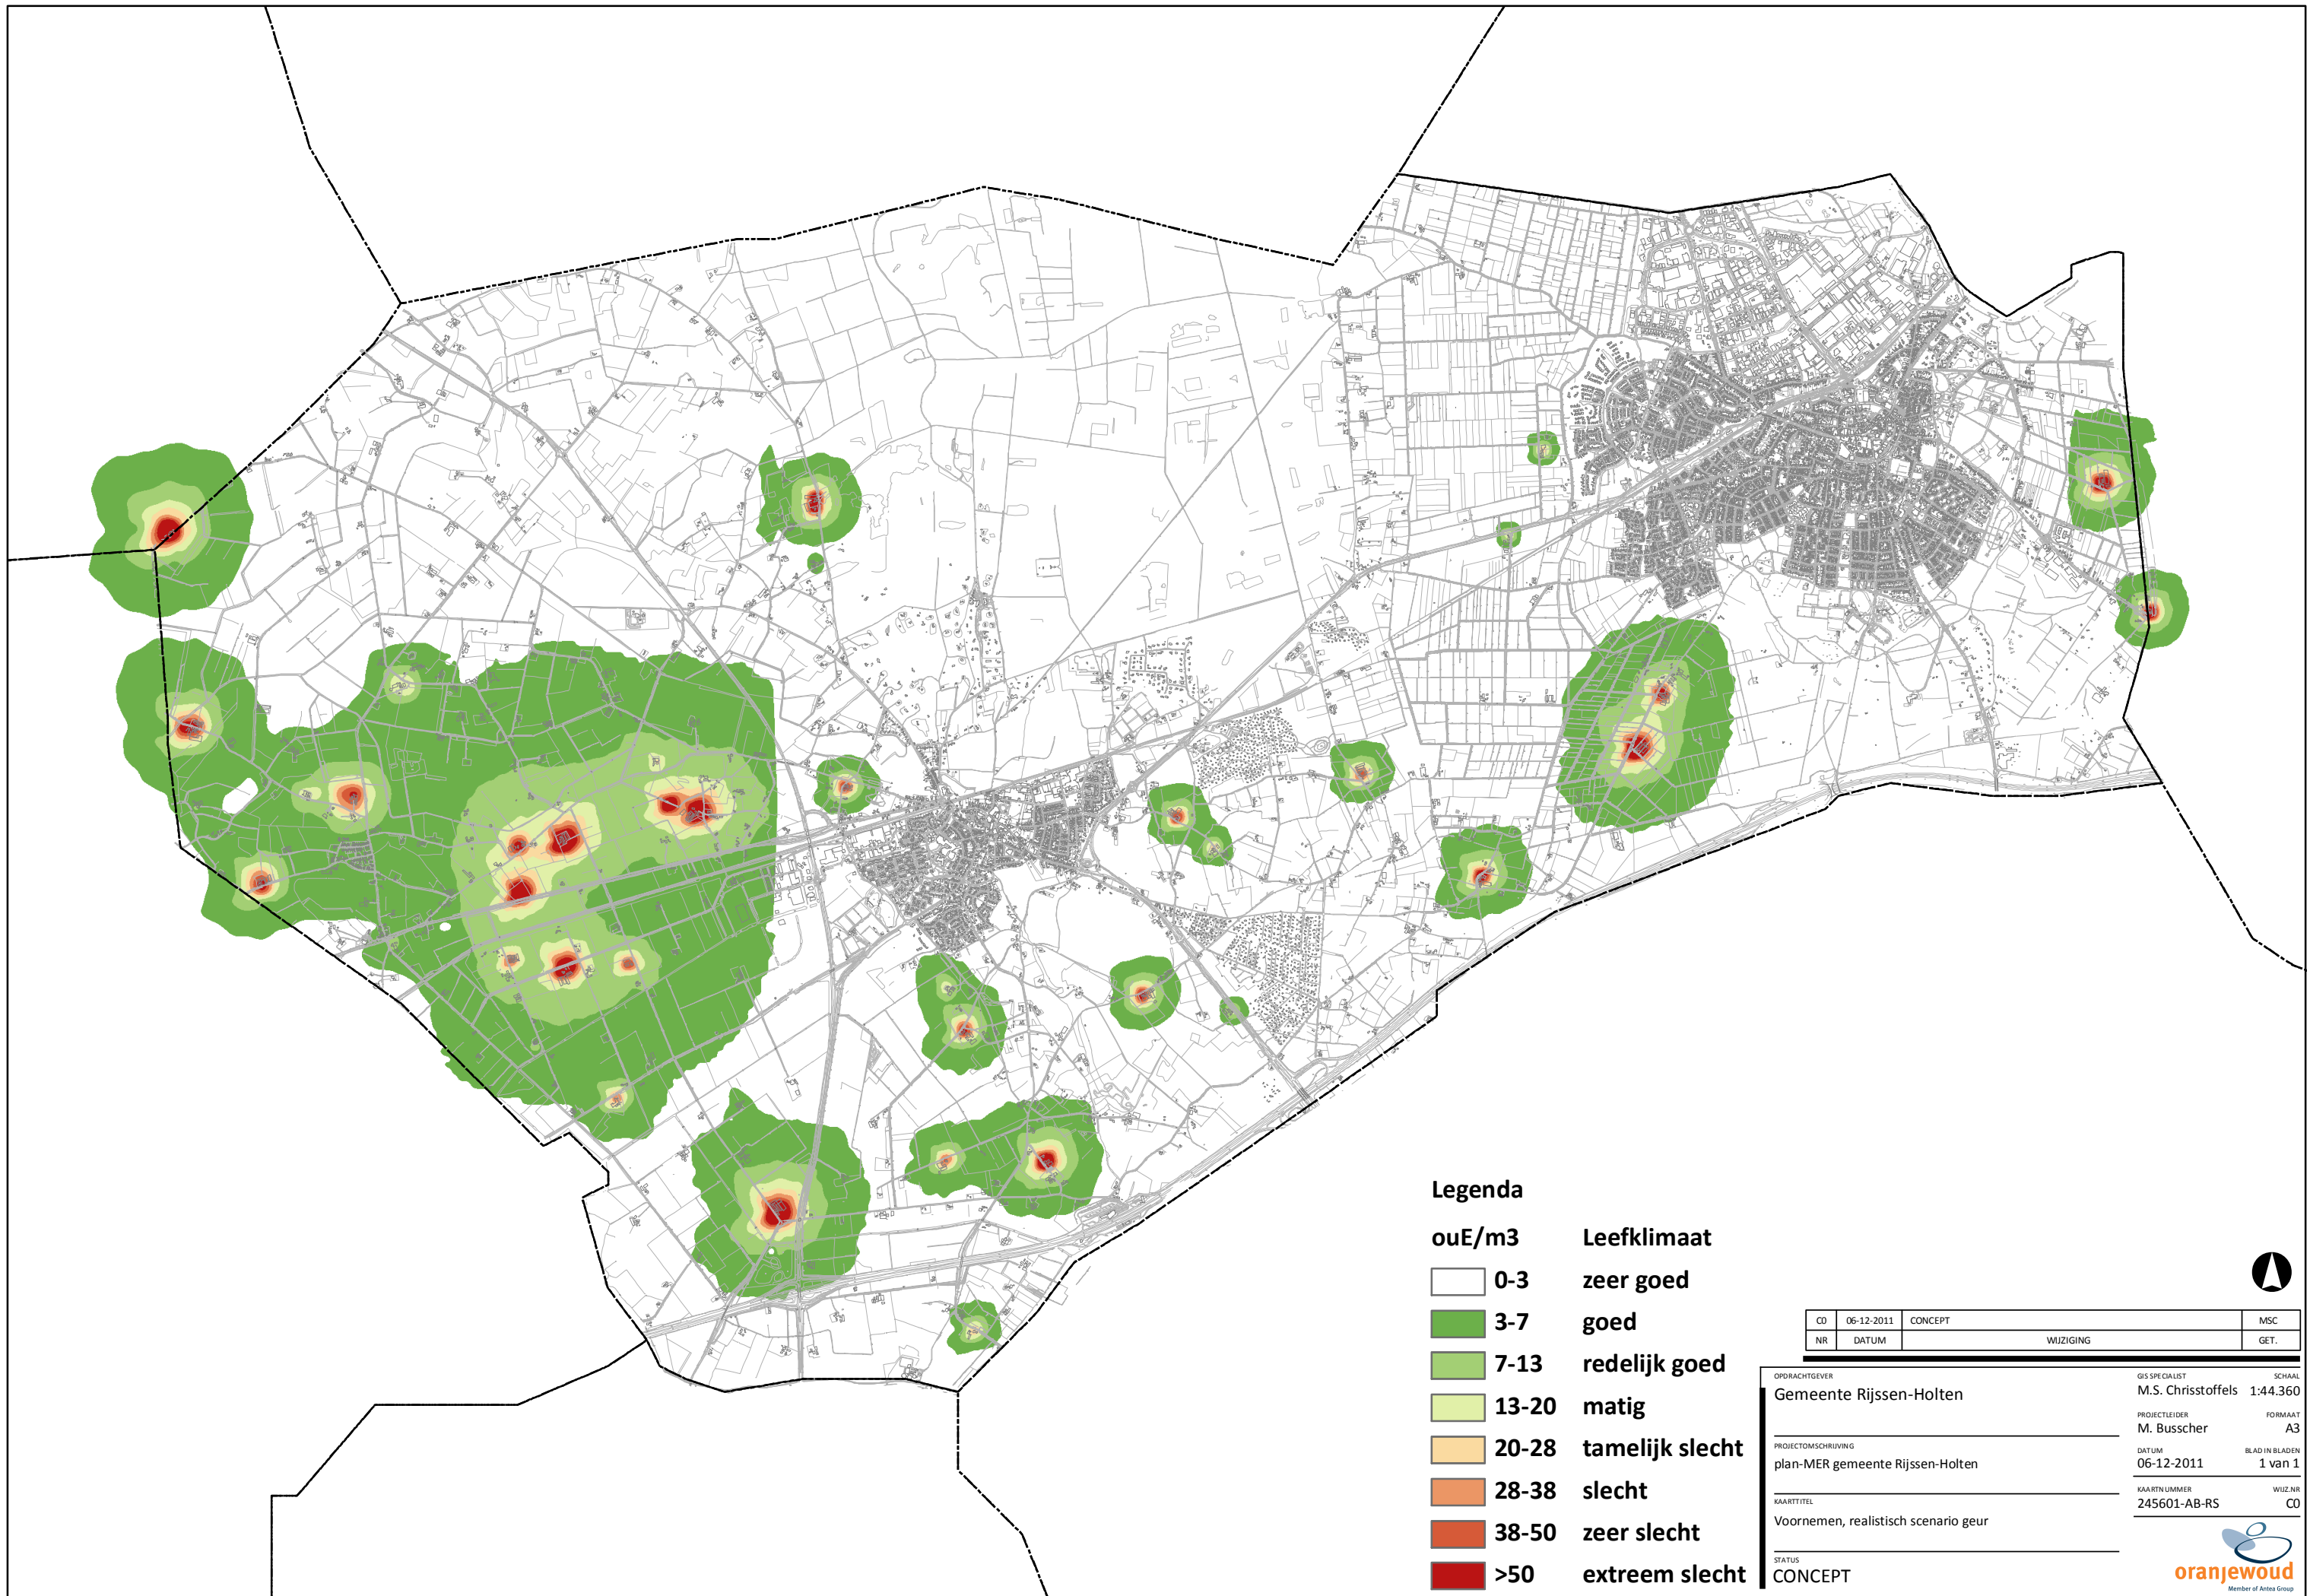 Legenda
ouE/m3 Leefklimaat
0-3 zeer goed
3-7 goed
7-13 redelijk goed
13-20 matig
20-28 tamelijk slecht
28-38 slecht
38-50 zeer slecht
>50 extreem slecht
C0 06-12-2011 CONCEPT MSC
NR DATUM WIJZIGING GET.
OPDRACHTGEVER
Gemeente Rijssen-Holten
PROJECTOMSCHRIJVING
plan-MER gemeente Rijssen-Holten
KAARTTITEL
Voornemen, realistisch scenario geur
STATUS
CONCEPT
GIS SPECIALIST SCHAAL
M.S. Chrisstoffels 1:44.360
PROJECTLEIDER FORMAAT
M. Busscher A3
DATUM BLAD IN BLADEN
06-12-2011 1 van 1
KAARTNUMMER WIJZ.NR
245601-AB-RS C0
oranjewoud
Member of Antea Group